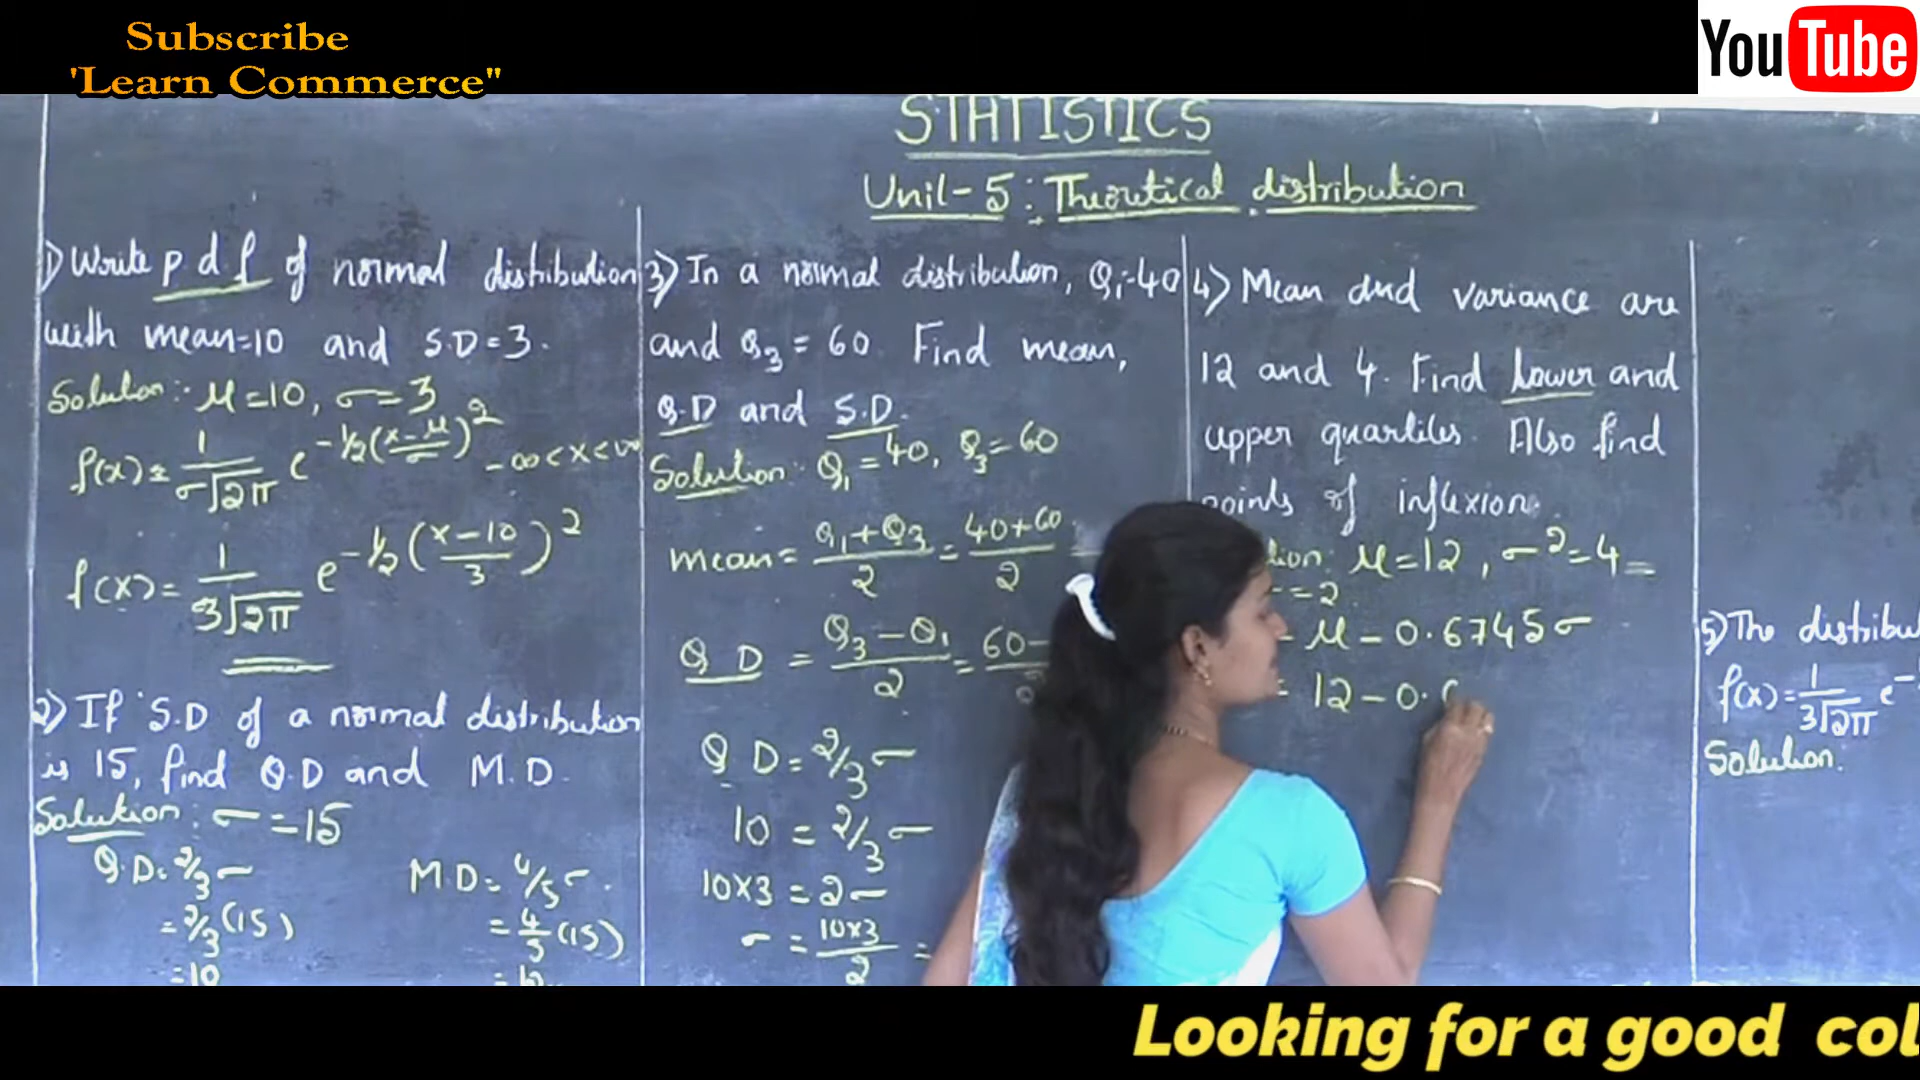 Subscribe
'Learn Commerce"
YouTube
STATISTICS
Unit-5: Theoretical distribution
1) Write p.d.f of normal distribution
with mean=10 and S.D=3.
Solution:- μ=10, σ=3
f(x)= 1/σ√2π e^-1/2(x-μ/σ)^2 -∞<x<∞
f(x)= 1/3√2π e^-1/2(x-10/3)^2
2) If S.D of a normal distribution
is 15, find Q.D and M.D.
Solution: σ=15
Q.D=2/3σ
=2/3(15)
=10
M.D=4/5σ.
=4/5(15)
3) In a normal distribution, Q1=40
and Q3=60. Find mean,
Q.D and S.D.
Solution: Q1=40, Q3=60
mean= Q1+Q3/2 = 40+60/2
Q D = Q3-Q1/2 = 60-
Q D=2/3σ
10=2/3σ
10×3=2σ
σ= 10×3/2 =
4) Mean and variance are
12 and 4. Find lower and
upper quartiles. Also find
points of inflexion.
μ=12, σ^2=4=
=2
μ-0.6745σ
= 12-0.
5) The
f(x)= 1/3√2π e^-
Solution:
Looking for a good